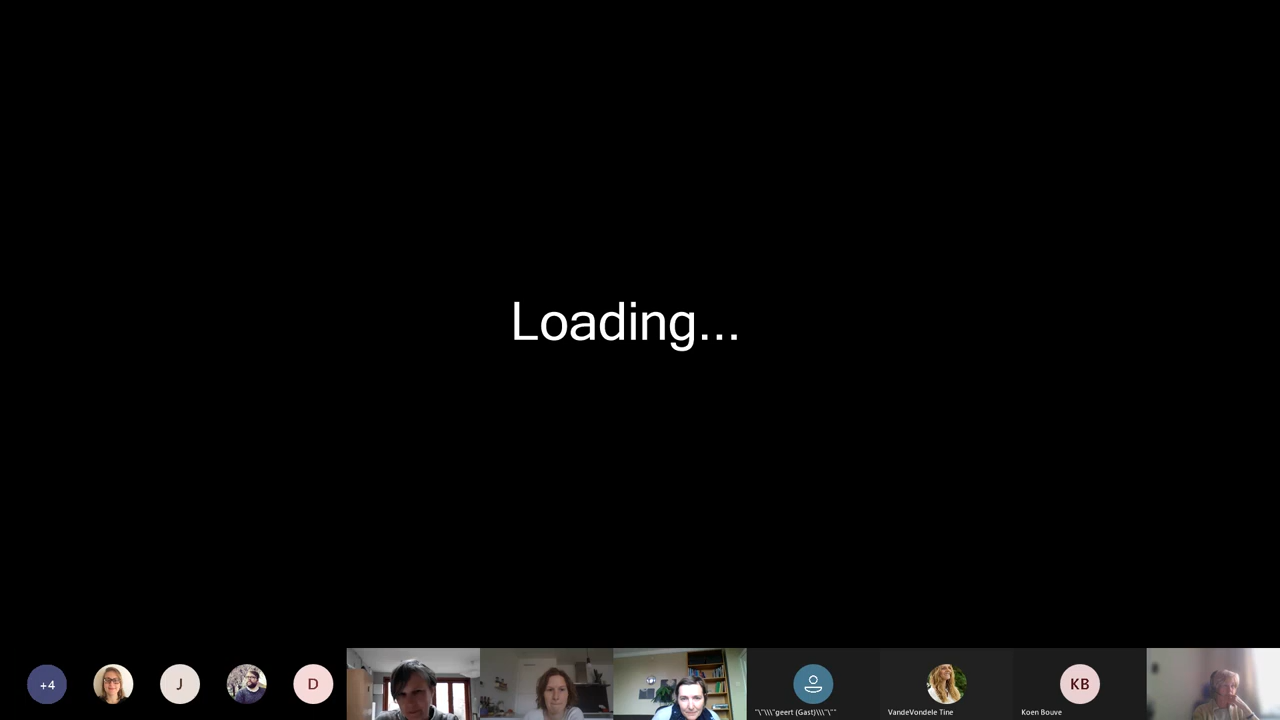 Loading...
+4
J
D
KB
"\"\\\"geert (Gast)\\\"\""
VandeVondele Tine
Koen Bouve